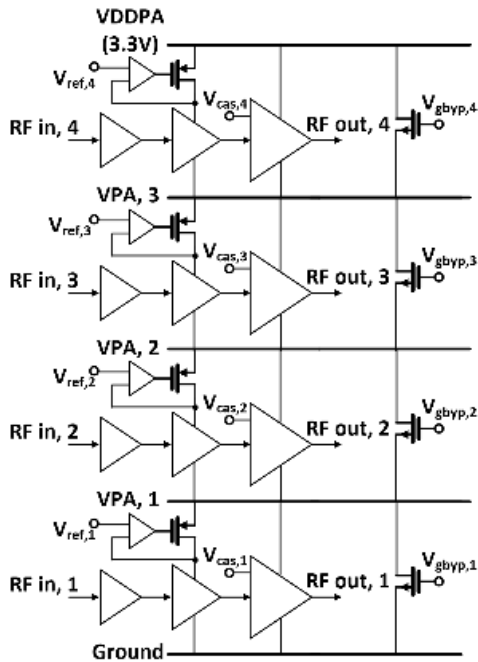 VDDPA
(3.3V)
Vref,4
Vcas,4
Vgbyp,4
RF in, 4
RF out, 4
VPA, 3
Vref,3
Vcas,3
Vgbyp,3
RF in, 3
RF out, 3
VPA, 2
Vref,2
Vcas,2
Vgbyp,2
RF in, 2
RF out, 2
VPA, 1
Vref,1
Vcas,1
Vgbyp,1
RF in, 1
RF out, 1
Ground